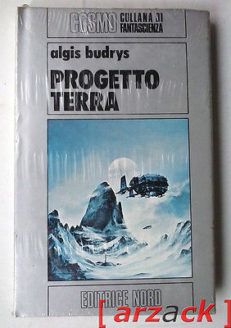 COSMO
COLLANA DI
FANTASCIENZA
algis budrys
PROGETTO
TERRA
EDITRICE NORD
[arzack]